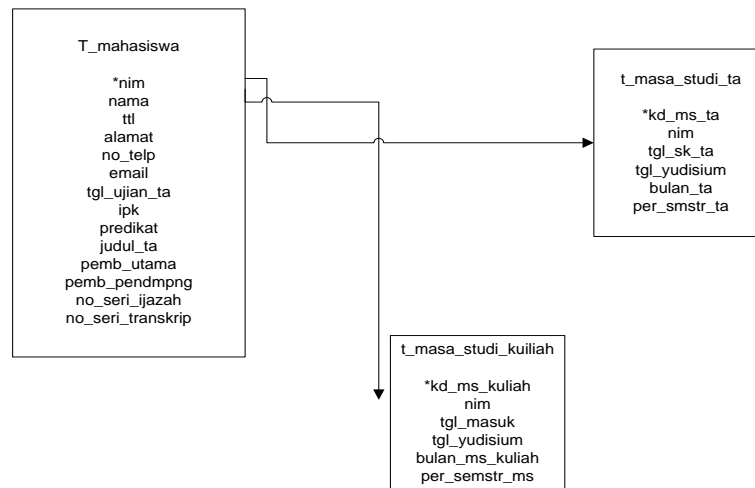 T_mahasiswa
*nim
nama
ttl
alamat
no_telp
email
tgl_ujian_ta
ipk
predikat
judul_ta
pemb_utama
pemb_pendmpng
no_seri_ijazah
no_seri_transkrip
t_masa_studi_ta
*kd_ms_ta
nim
tgl_sk_ta
tgl_yudisium
bulan_ta
per_smstr_ta
t_masa_studi_kuiliah
*kd_ms_kuliah
nim
tgl_masuk
tgl_yudisium
bulan_ms_kuliah
per_semstr_ms